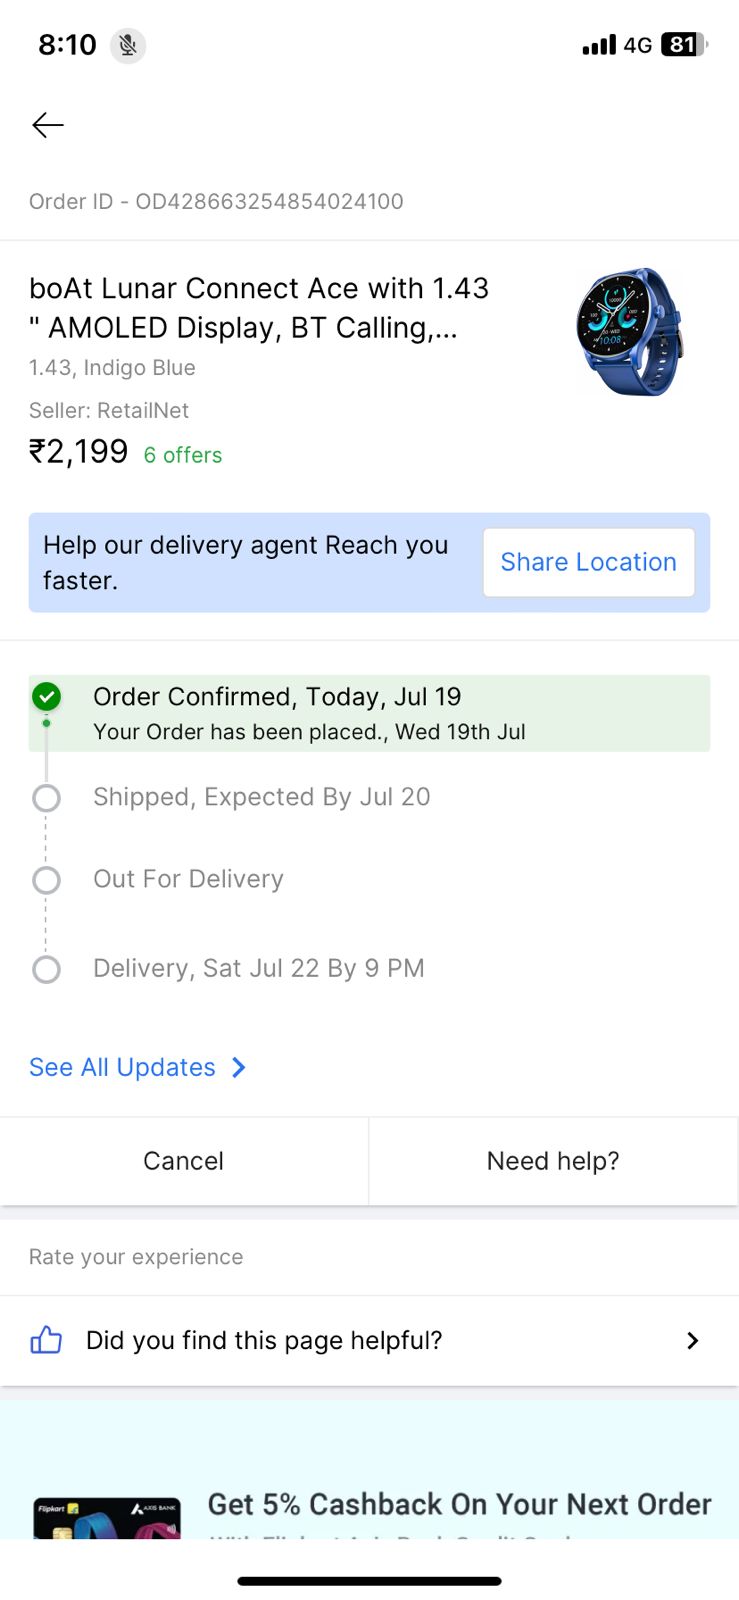 8:10
4G 81
Order ID - OD428663254854024100
boAt Lunar Connect Ace with 1.43
" AMOLED Display, BT Calling,...
1.43, Indigo Blue
Seller: RetailNet
₹2,199 6 offers
Help our delivery agent Reach you
faster.
Share Location
Order Confirmed, Today, Jul 19
Your Order has been placed., Wed 19th Jul
Shipped, Expected By Jul 20
Out For Delivery
Delivery, Sat Jul 22 By 9 PM
See All Updates
Cancel
Need help?
Rate your experience
Did you find this page helpful?
Flipkart
AXIS BANK
Get 5% Cashback On Your Next Order